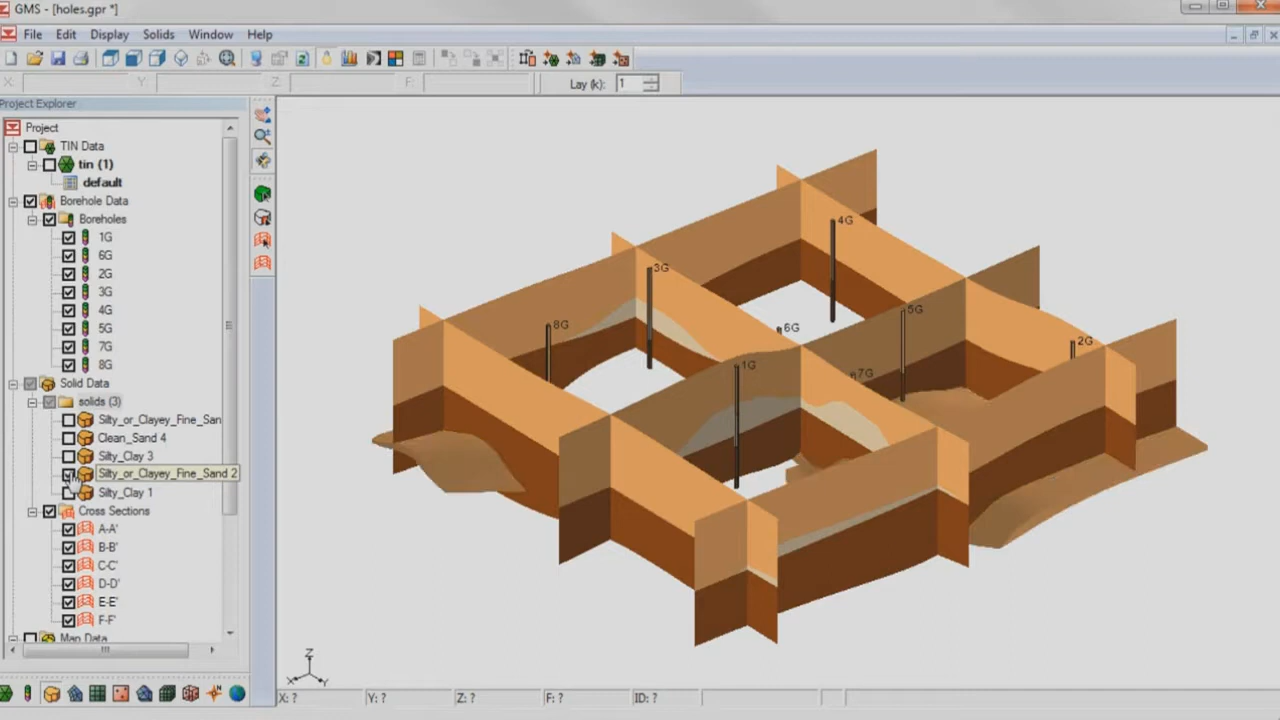 GMS - [holes.gpr *]
File Edit Display Solids Window Help
X: Y: Z: F: Lay (k): 1
Project Explorer
Project
TIN Data
tin (1)
default
Borehole Data
Boreholes
1G
6G
2G
3G
4G
5G
7G
8G
Solid Data
solids (3)
Silty_or_Clayey_Fine_San
Clean_Sand 4
Silty_Clay 3
Silty_or_Clayey_Fine_Sand 2
Silty_Clay 1
Cross Sections
A-A'
B-B'
C-C'
D-D'
E-E'
F-F'
Map Data
4G
3G
5G
8G
6G
2G
1G
7G
Z
X Y
X: ? Y: ? Z: ? F: ? ID: ?